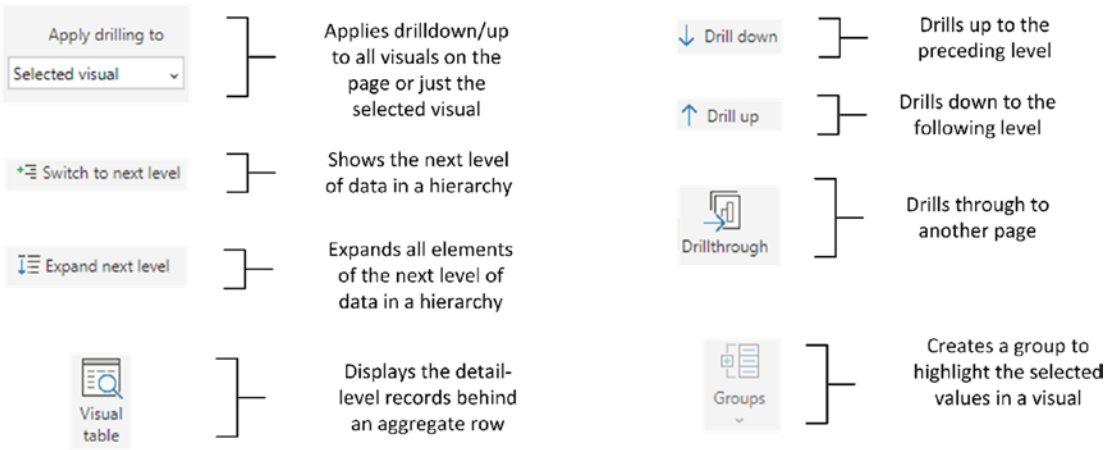 Apply drilling to
Selected visual
Applies drilldown/up
to all visuals on the
page or just the
selected visual
Switch to next level
Shows the next level
of data in a hierarchy
Expand next level
Expands all elements
of the next level of
data in a hierarchy
Visual
table
Displays the detail-
level records behind
an aggregate row
Drill down
Drills up to the
preceding level
Drill up
Drills down to the
following level
Drillthrough
Drills through to
another page
Groups
Creates a group to
highlight the selected
values in a visual